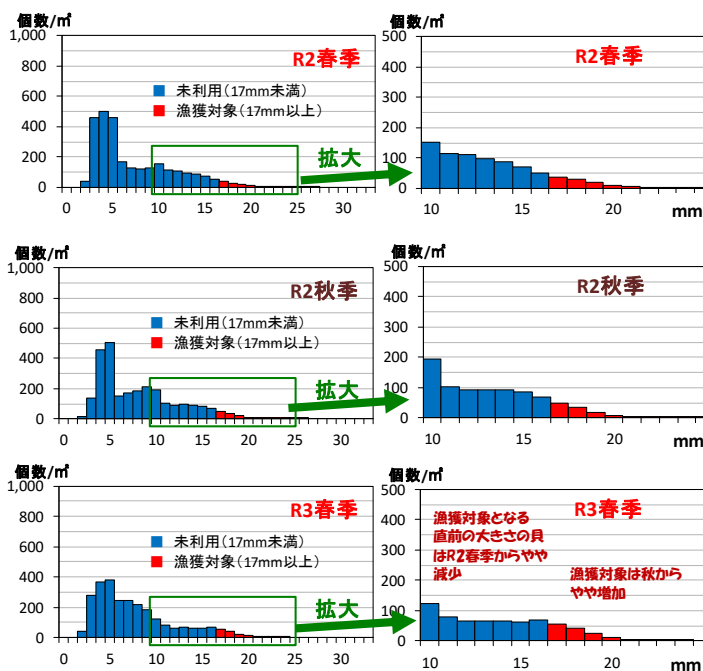 個数/㎡
1,000
800
600
400
200
0
R2春季
未利用(17mm未満)
漁獲対象(17mm以上)
拡大
0 5 10 15 20 25 30
個数/㎡
500
400
300
200
100
0
R2春季
10 15 20 mm
個数/㎡
1,000
800
600
400
200
0
R2秋季
未利用(17mm未満)
漁獲対象(17mm以上)
拡大
0 5 10 15 20 25 30
個数/㎡
500
400
300
200
100
0
R2秋季
10 15 20 mm
個数/㎡
1,000
800
600
400
200
0
R3春季
未利用(17mm未満)
漁獲対象(17mm以上)
拡大
0 5 10 15 20 25 30
個数/㎡
500
400
300
200
100
0
R3春季
漁獲対象となる
直前の大きさの貝
はR2春季からやや
減少
漁獲対象は秋から
やや増加
10 15 20 mm